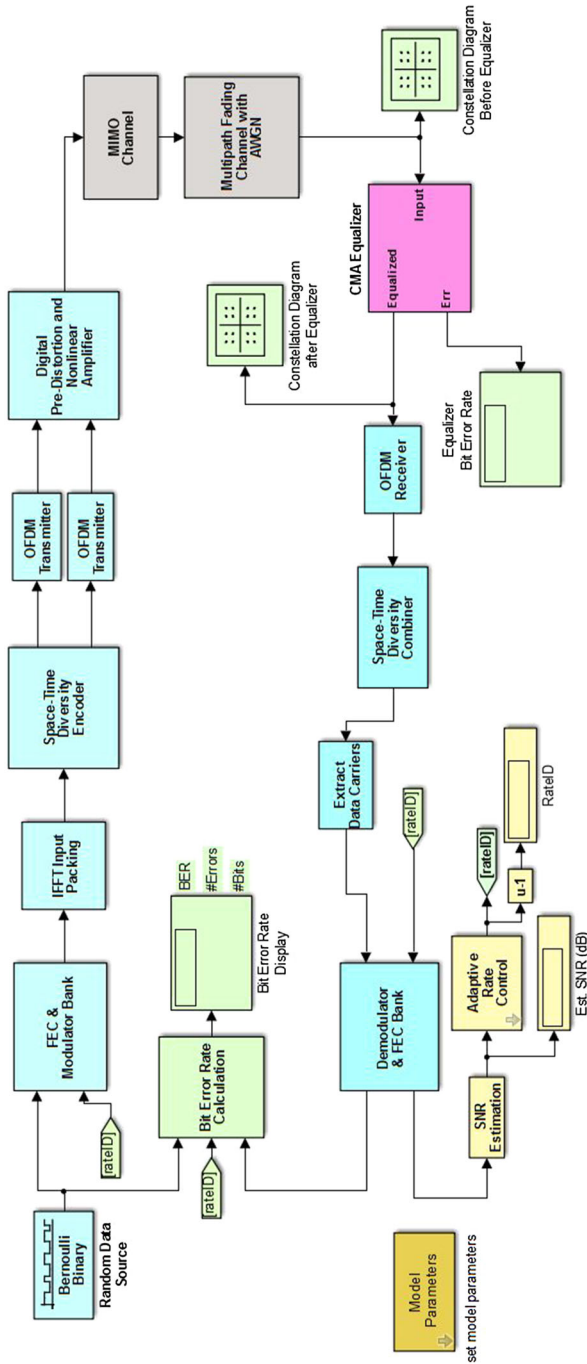 Bernoulli
Binary
Random Data
Source
[rateID]
FEC &
Modulator Bank
IFFT Input
Packing
Space-Time
Diversity
Encoder
OFDM
Transmitter
OFDM
Transmitter
Digital
Pre-Distortion and
Nonlinear
Amplifier
MIMO
Channel
Multipath Fading
Channel with
AWGN
Constellation Diagram
Before Equalizer
CMA Equalizer
Input
Equalized
Err
Constellation Diagram
after Equalizer
Equalizer
Bit Error Rate
OFDM
Receiver
Space-Time
Diversity
Combiner
Extract
Data Carriers
[rateID]
Demodulator
& FEC Bank
[rateID]
Bit Error Rate
Calculation
BER
#Errors
#Bits
Bit Error Rate
Display
SNR
Estimation
Adaptive
Rate
Control
[rateID]
u-1
RateID
Est. SNR (dB)
Model
Parameters
set model parameters